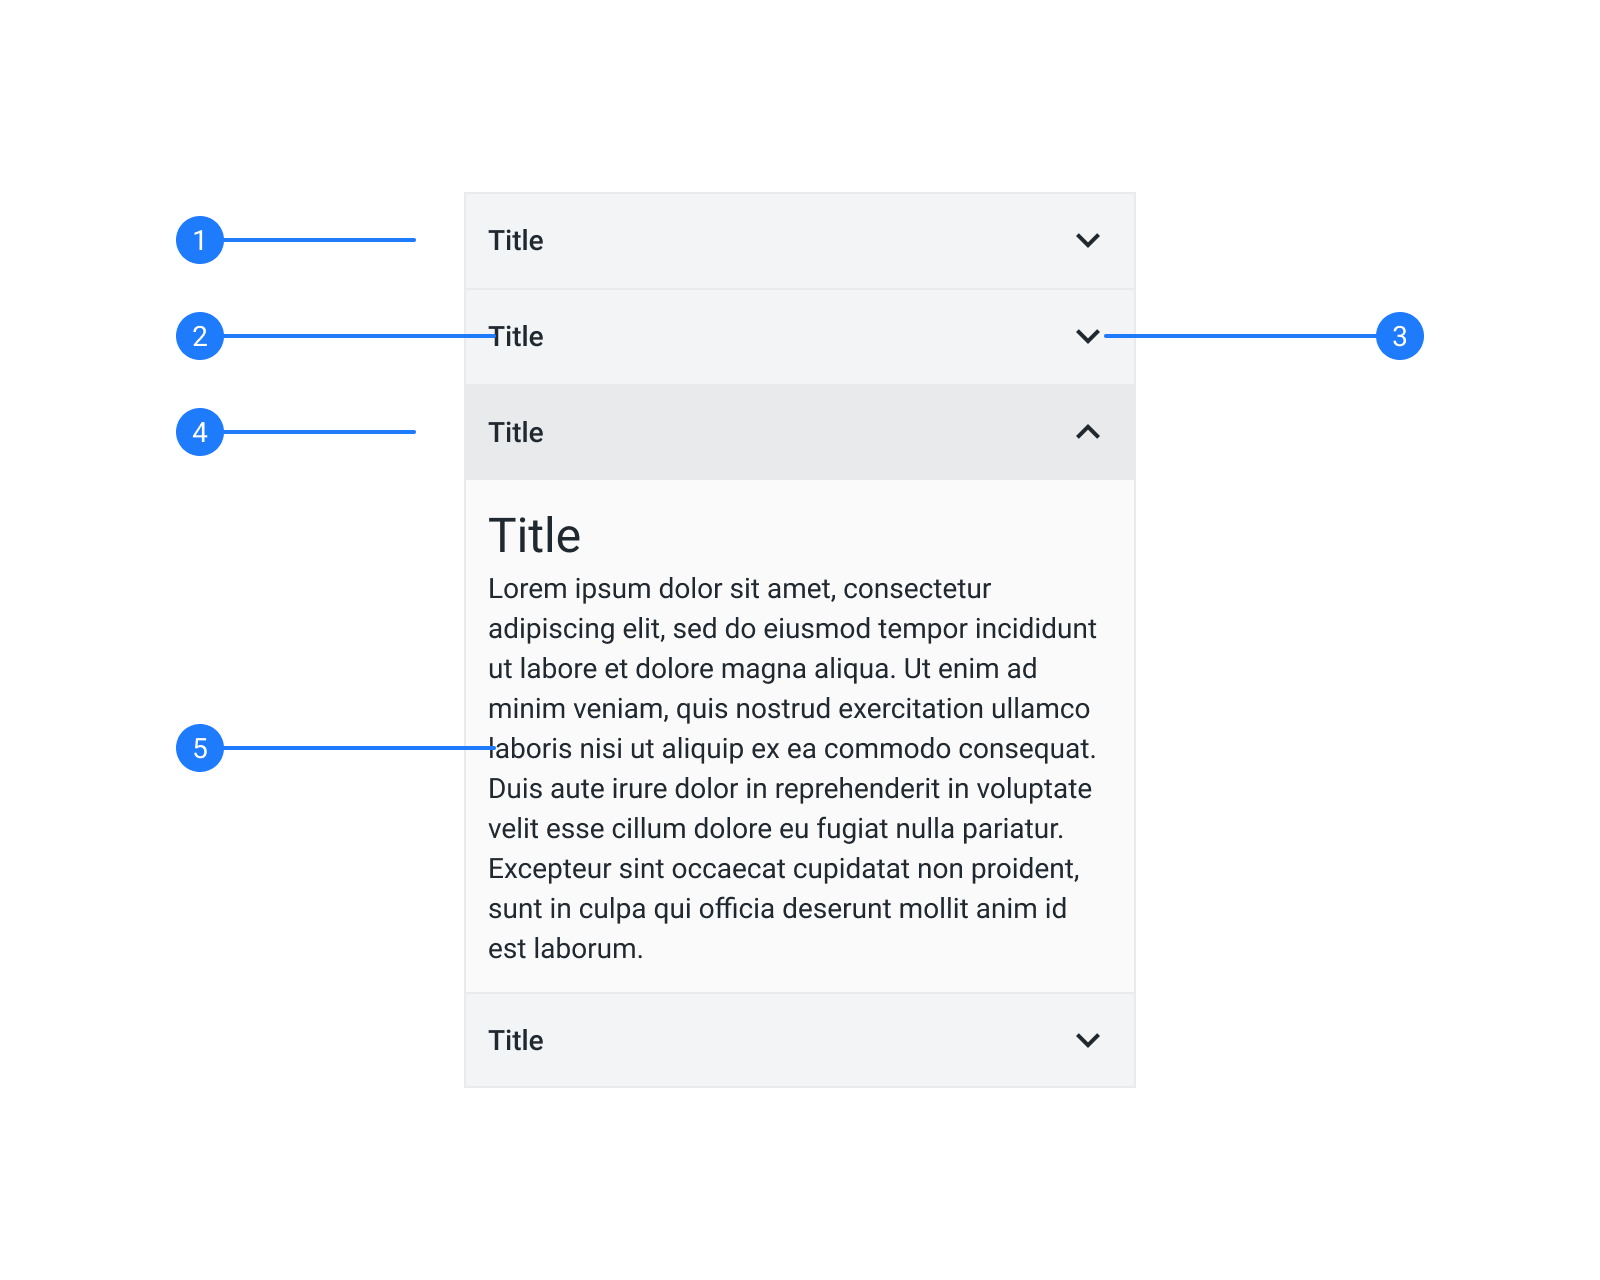 1 Title
2 Title 3
4 Title
Title
Lorem ipsum dolor sit amet, consectetur
adipiscing elit, sed do eiusmod tempor incididunt
ut labore et dolore magna aliqua. Ut enim ad
minim veniam, quis nostrud exercitation ullamco
5 laboris nisi ut aliquip ex ea commodo consequat.
Duis aute irure dolor in reprehenderit in voluptate
velit esse cillum dolore eu fugiat nulla pariatur.
Excepteur sint occaecat cupidatat non proident,
sunt in culpa qui officia deserunt mollit anim id
est laborum.
Title